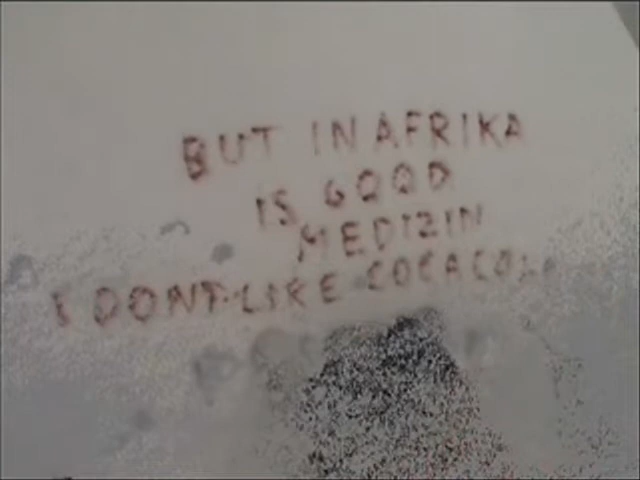 BUT IN AFRIKA
IS GOOD
MEDIZIN
I DONT LIKE COCACOLA